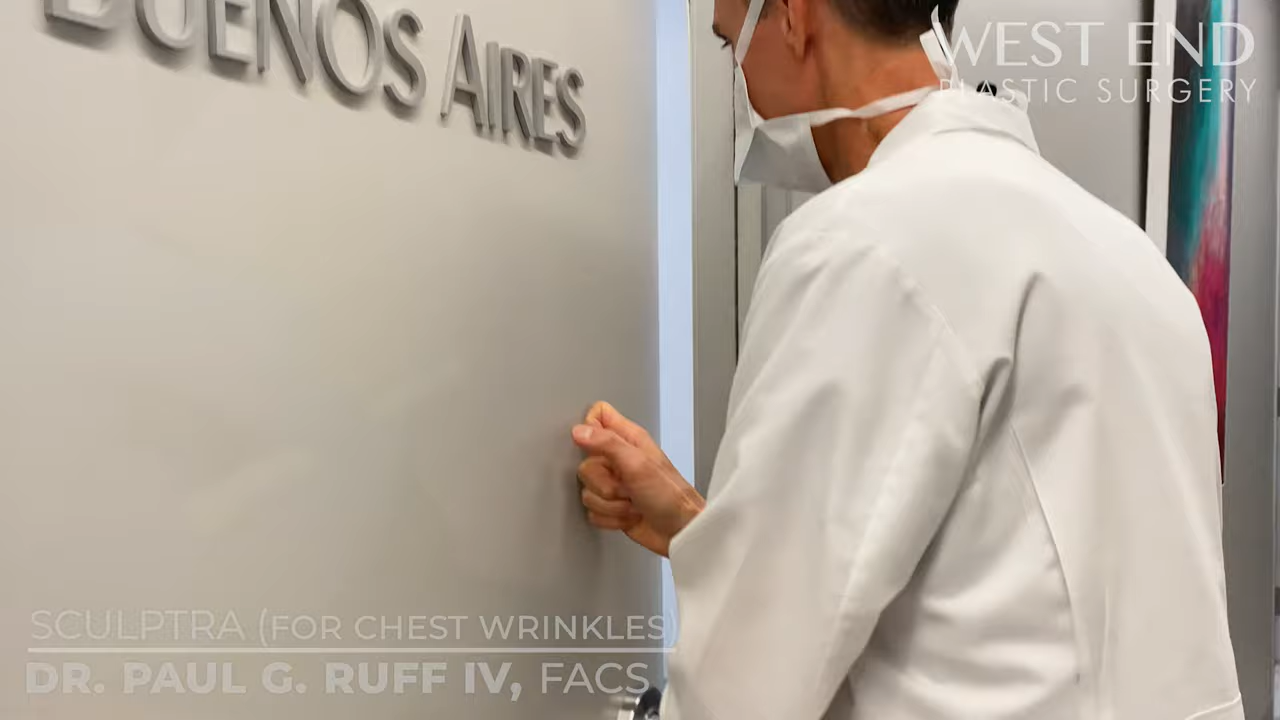 BUENOS AIRES
WEST END
PLASTIC SURGERY
SCULPTRA (FOR CHEST WRINKLES)
DR. PAUL G. RUFF IV, FACS